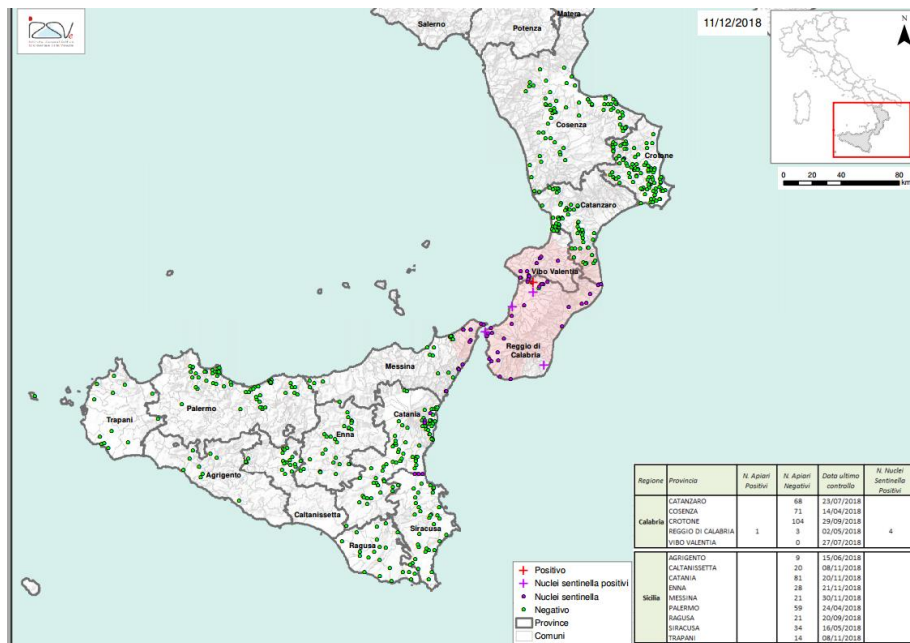 11/12/2018
N
Salerno
Potenza
Matera
Cosenza
Crotone
Catanzaro
Vibo Valentia
Reggio di
Calabria
Messina
Palermo
Trapani
Catania
Enna
Agrigento
Caltanissetta
Siracusa
Ragusa
0 20 40 80
km
Positivo
Nuclei sentinella positivi
Nuclei sentinella
Negativo
Province
Comuni
Regione Provincia N. Apiari Positivi N. Apiari Negativi Data ultimo controllo N. Nuclei Sentinella Positivi
Calabria
CATANZARO 68 23/07/2018
COSENZA 71 14/04/2018
CROTONE 104 29/09/2018
REGGIO DI CALABRIA 1 3 02/05/2018 4
VIBO VALENTIA 0 27/07/2018
Sicilia
AGRIGENTO 9 15/06/2018
CALTANISSETTA 20 08/11/2018
CATANIA 81 20/11/2018
ENNA 28 21/11/2018
MESSINA 21 30/11/2018
PALERMO 59 24/04/2018
RAGUSA 21 20/09/2018
SIRACUSA 34 16/05/2018
TRAPANI 14 08/11/2018